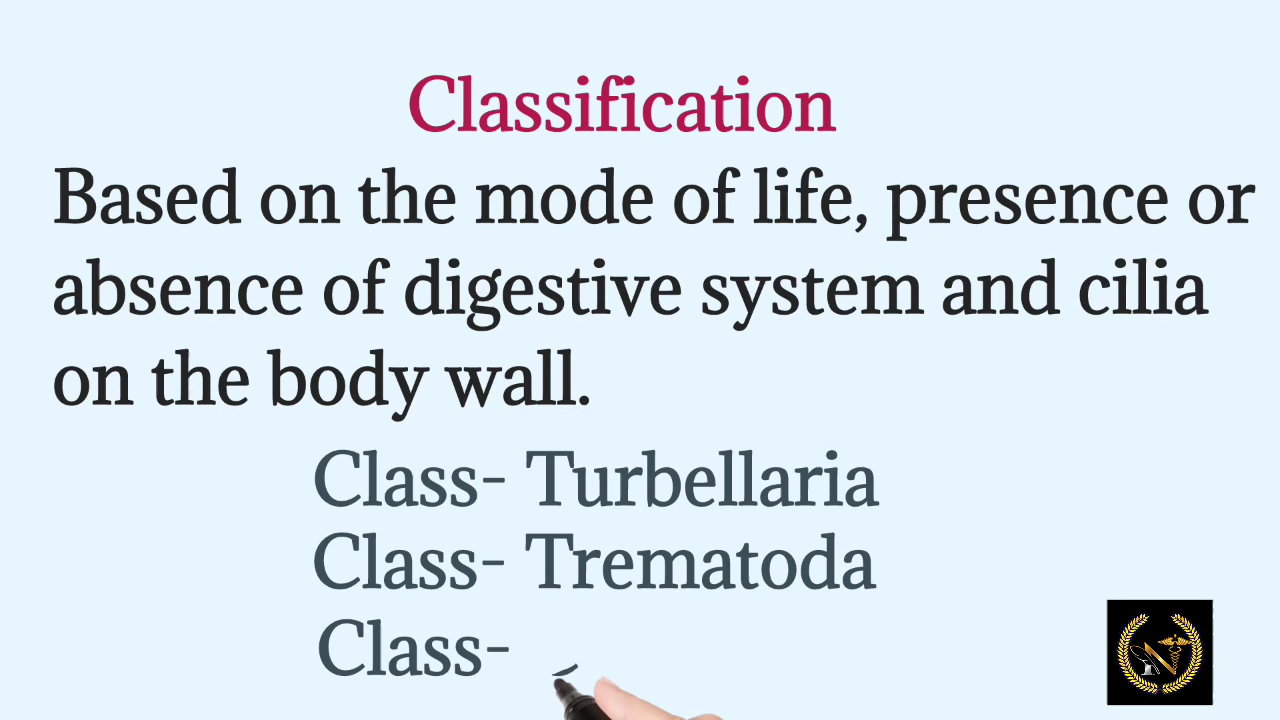 Classification
Based on the mode of life, presence or
absence of digestive system and cilia
on the body wall.
Class- Turbellaria
Class- Trematoda
Class-